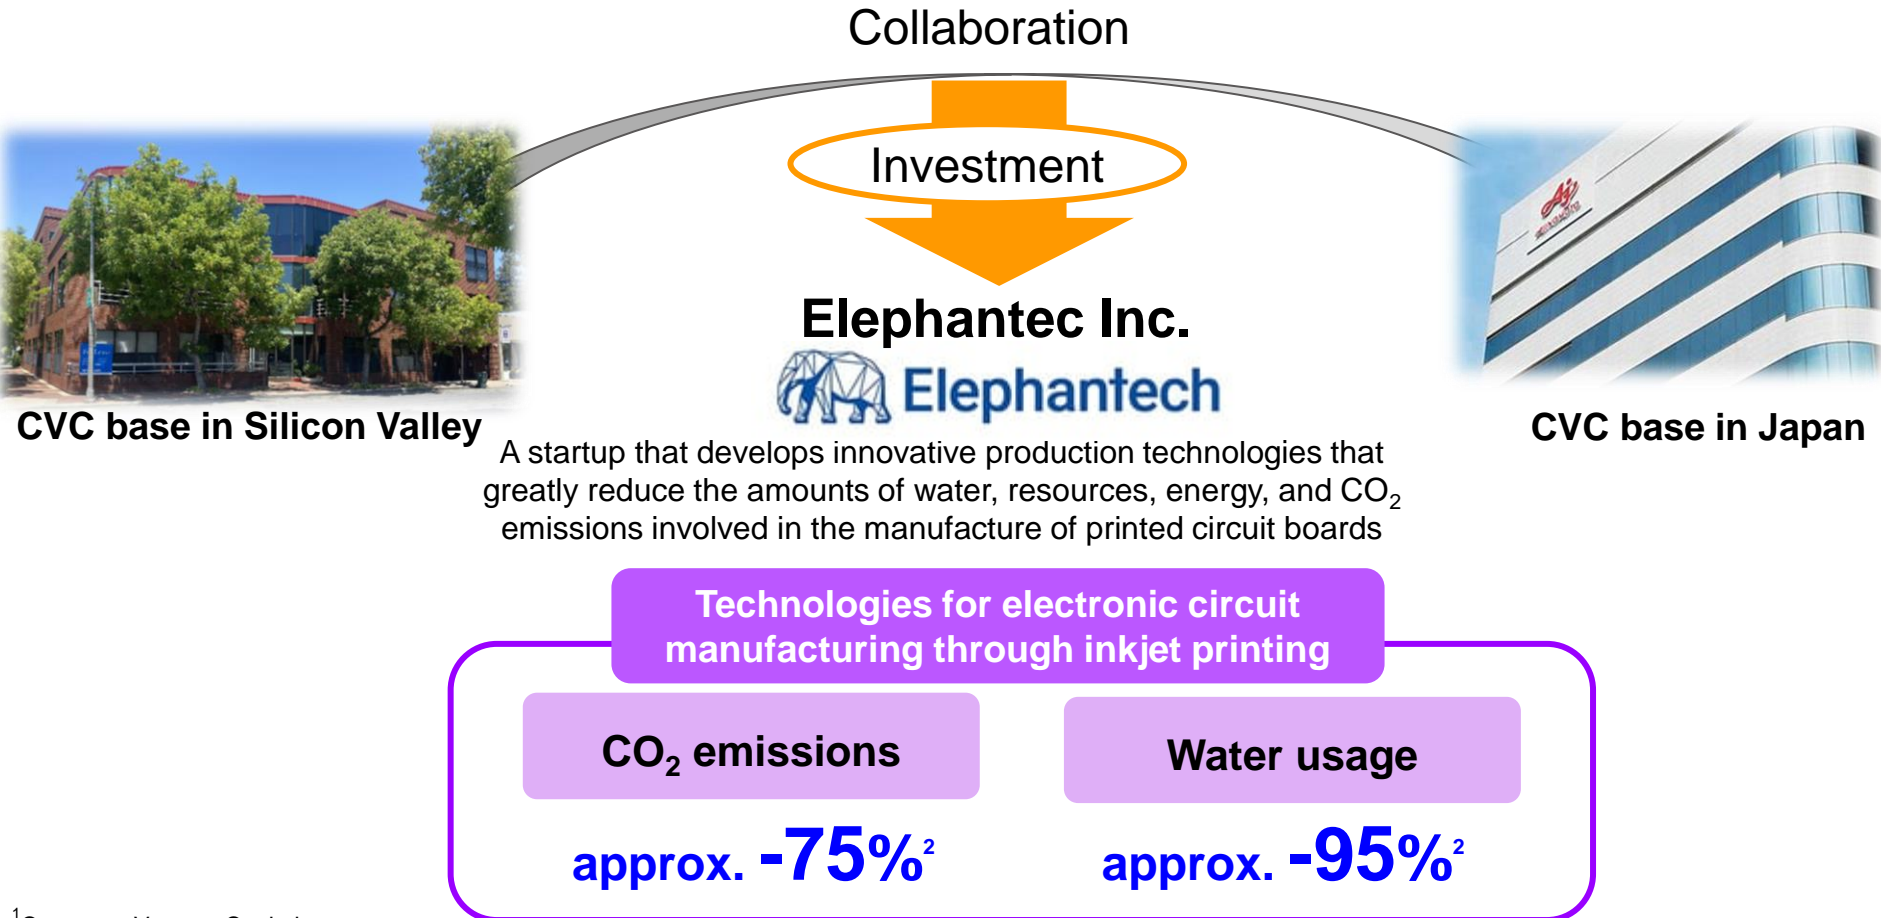 Collaboration
Investment
Elephantec Inc.
Elephantech
CVC base in Silicon Valley
CVC base in Japan
A startup that develops innovative production technologies that
greatly reduce the amounts of water, resources, energy, and CO₂
emissions involved in the manufacture of printed circuit boards
Technologies for electronic circuit
manufacturing through inkjet printing
CO₂ emissions
Water usage
approx. -75%²
approx. -95%²